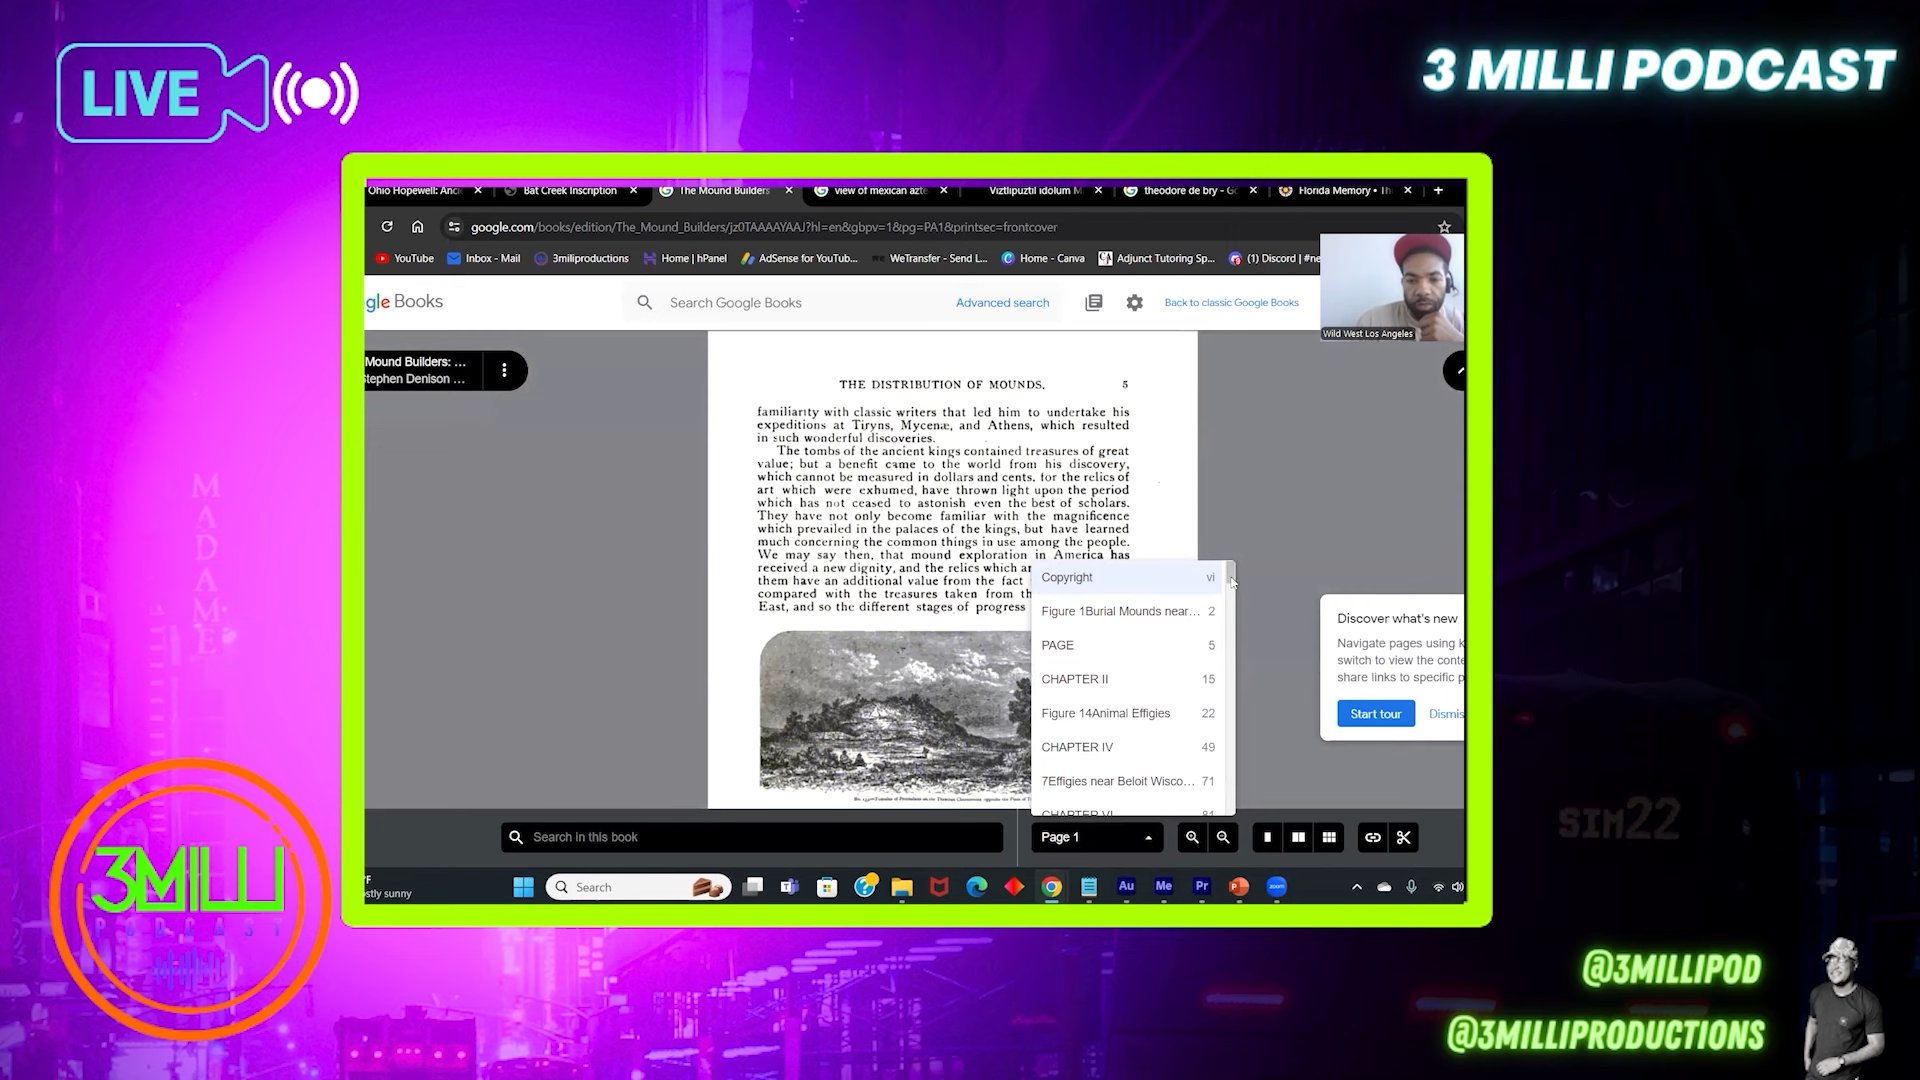 LIVE
3 MILLI PODCAST
Ohio Hopewell: Anci
Bat Creek Inscription
The Mound Builders
view of mexican azte
Viztlipuztli idolum M
theodore de bry - G
Honda Memory • Th
google.com/books/edition/The_Mound_Builders/jz0TAAAAYAAJ?hl=en&gbpv=1&pg=PA1&printsec=frontcover
YouTube
Inbox - Mail
3milliproductions
Home | hPanel
AdSense for YouTub...
WeTransfer - Send L...
Home - Canva
Adjunct Tutoring Sp...
(1) Discord | #ne
gle Books
Search Google Books
Advanced search
Back to classic Google Books
Wild West Los Angeles
Mound Builders: ...
Stephen Denison ...
THE DISTRIBUTION OF MOUNDS. 5
familiarity with classic writers that led him to undertake his
expeditions at Tiryns, Mycenæ, and Athens, which resulted
in such wonderful discoveries.
The tombs of the ancient kings contained treasures of great
value; but a benefit came to the world from his discovery,
which cannot be measured in dollars and cents, for the relics of
art which were exhumed, have thrown light upon the period
which has not ceased to astonish even the best of scholars.
They have not only become familiar with the magnificence
which prevailed in the palaces of the kings, but have learned
much concerning the common things in use among the people.
We may say then, that mound exploration in America has
received a new dignity, and the relics which ar
them have an additional value from the fact
compared with the treasures taken from th
East, and so the different stages of progress
Copyright vi
Figure 1Burial Mounds near... 2
PAGE 5
CHAPTER II 15
Figure 14Animal Effigies 22
CHAPTER IV 49
7Effigies near Beloit Wisco... 71
CHAPTER VI 81
Discover what's new
Navigate pages using k
switch to view the conte
share links to specific p
Start tour
Dismis
Search in this book
Page 1
°F
stly sunny
Search
Au
Me
Pr
zoom
MADAME
SIM22
3MILLI
PODCAST
@3MILLIPOD
@3MILLIPRODUCTIONS